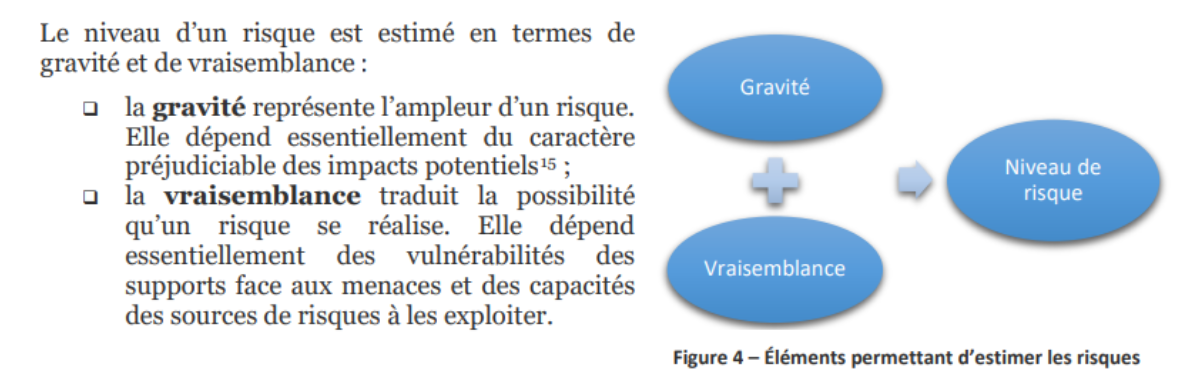 Le niveau d’un risque est estimé en termes de
gravité et de vraisemblance :
❑ la gravité représente l’ampleur d’un risque.
Elle dépend essentiellement du caractère
préjudiciable des impacts potentiels15 ;
❑ la vraisemblance traduit la possibilité
qu’un risque se réalise. Elle dépend
essentiellement des vulnérabilités des
supports face aux menaces et des capacités
des sources de risques à les exploiter.
Gravité
Vraisemblance
Niveau de
risque
Figure 4 – Éléments permettant d’estimer les risques